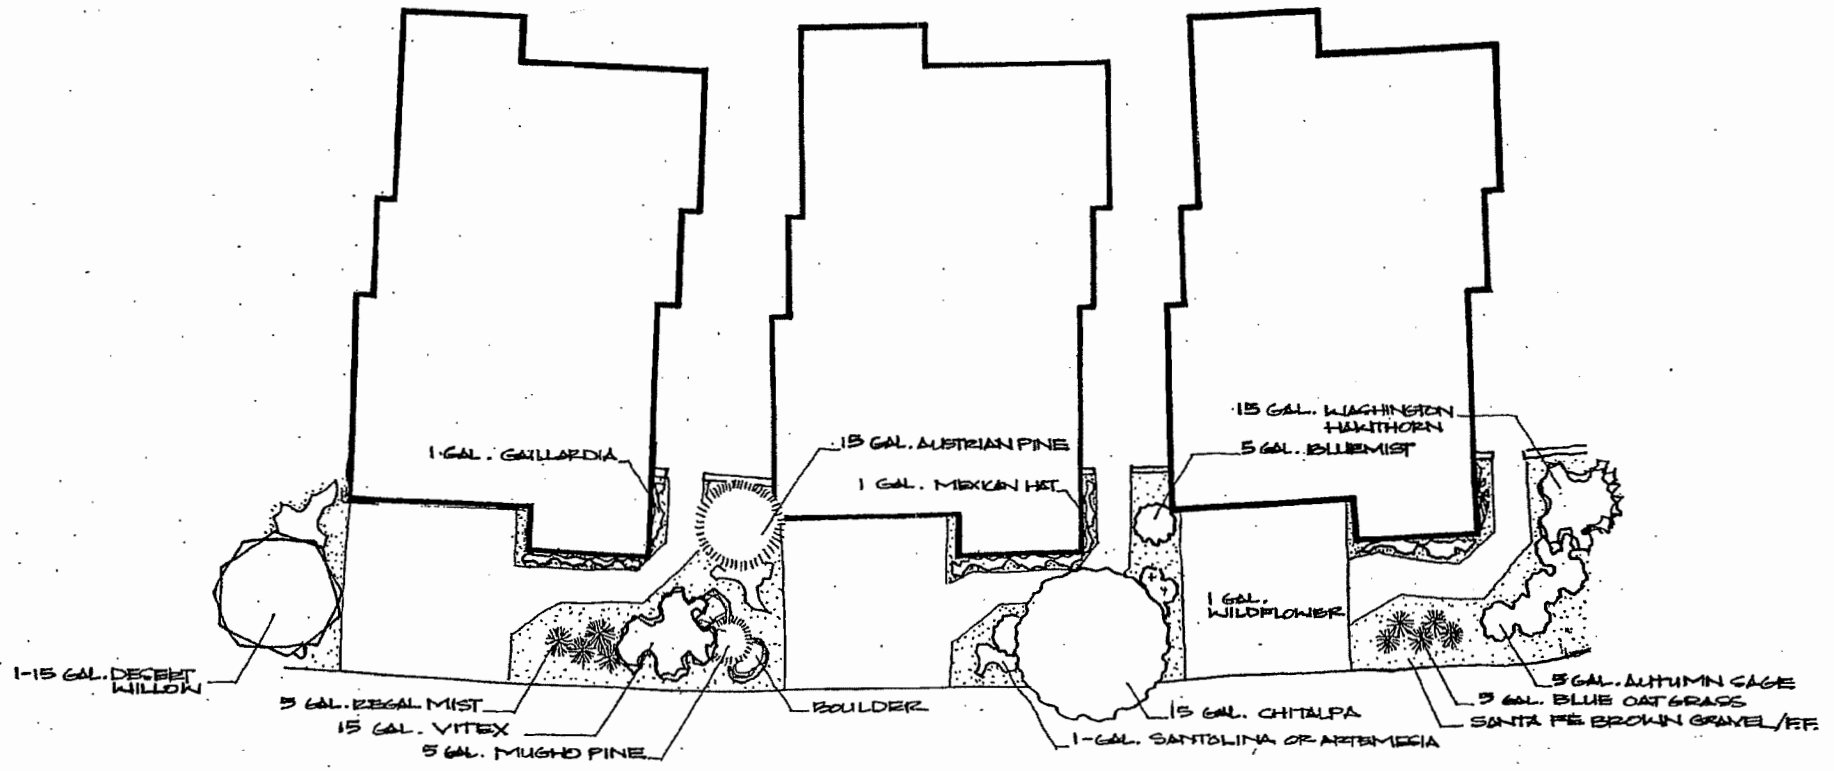 15 GAL. WASHINGTON
HAWTHORN
15 GAL. AUSTRIAN PINE
5 GAL. BLUEMIST
1 GAL. GAILLARDIA
1 GAL. MEXICAN HAT
1 GAL.
WILDFLOWER
1-15 GAL. DESERT
WILLOW
5 GAL. REGAL MIST
15 GAL. VITEX
5 GAL. MUGHO PINE
BOULDER
15 GAL. CHITALPA
1-GAL. SANTOLINA OR ARTEMESIA
5 GAL. AUTUMN SAGE
5 GAL. BLUE OAT GRASS
SANTA FE BROWN GRAVEL/F.F.